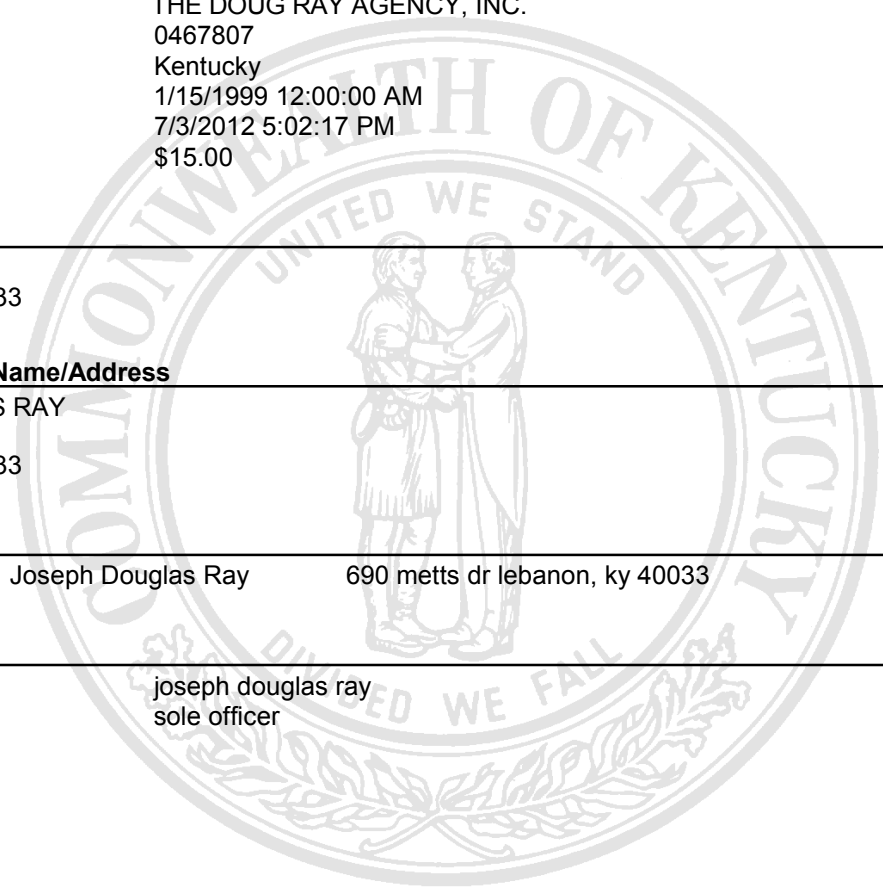 THE DOUG RAY AGENCY, INC.
0467807
Kentucky
1/15/1999 12:00:00 AM
7/3/2012 5:02:17 PM
$15.00
COMMONWEALTH OF KENTUCKY
UNITED WE STAND
33
Name/Address
S RAY
33
Joseph Douglas Ray 690 metts dr lebanon, ky 40033
DIVIDED WE FALL
joseph douglas ray
sole officer